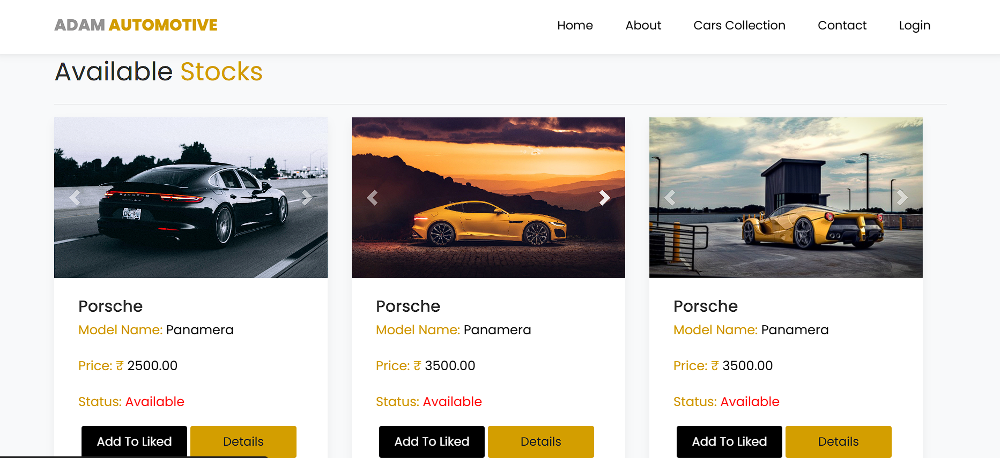 ADAM AUTOMOTIVE
Home About Cars Collection Contact Login
Available Stocks
PORSCHE
Porsche
Model Name: Panamera
Price: ₹ 2500.00
Status: Available
Add To Liked Details
Porsche
Model Name: Panamera
Price: ₹ 3500.00
Status: Available
Add To Liked Details
Porsche
Model Name: Panamera
Price: ₹ 3500.00
Status: Available
Add To Liked Details